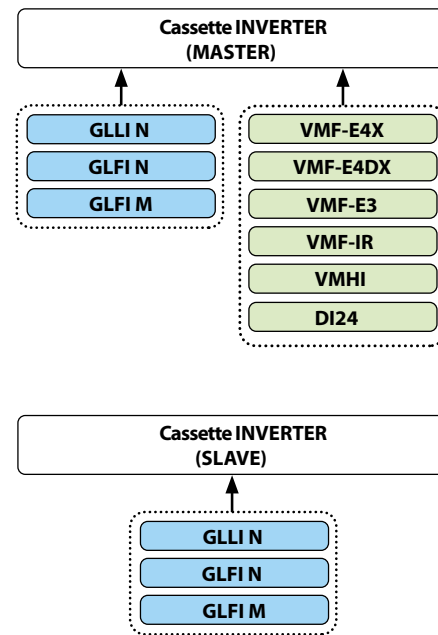 Cassette INVERTER
(MASTER)
GLLI N
GLFI N
GLFI M
VMF-E4X
VMF-E4DX
VMF-E3
VMF-IR
VMHI
DI24
Cassette INVERTER
(SLAVE)
GLLI N
GLFI N
GLFI M